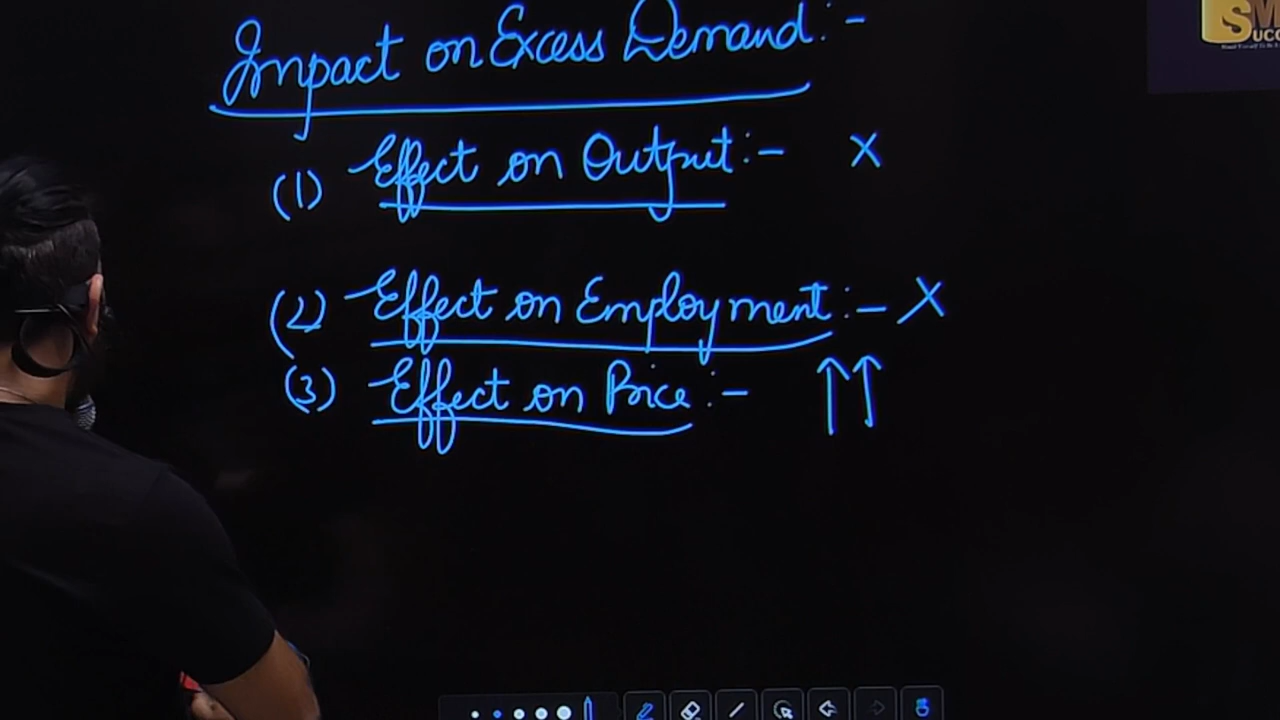 Impact on Excess Demand:-
(1) Effect on Output:- X
(2) Effect on Employment:- X
(3) Effect on Price:- ↑↑